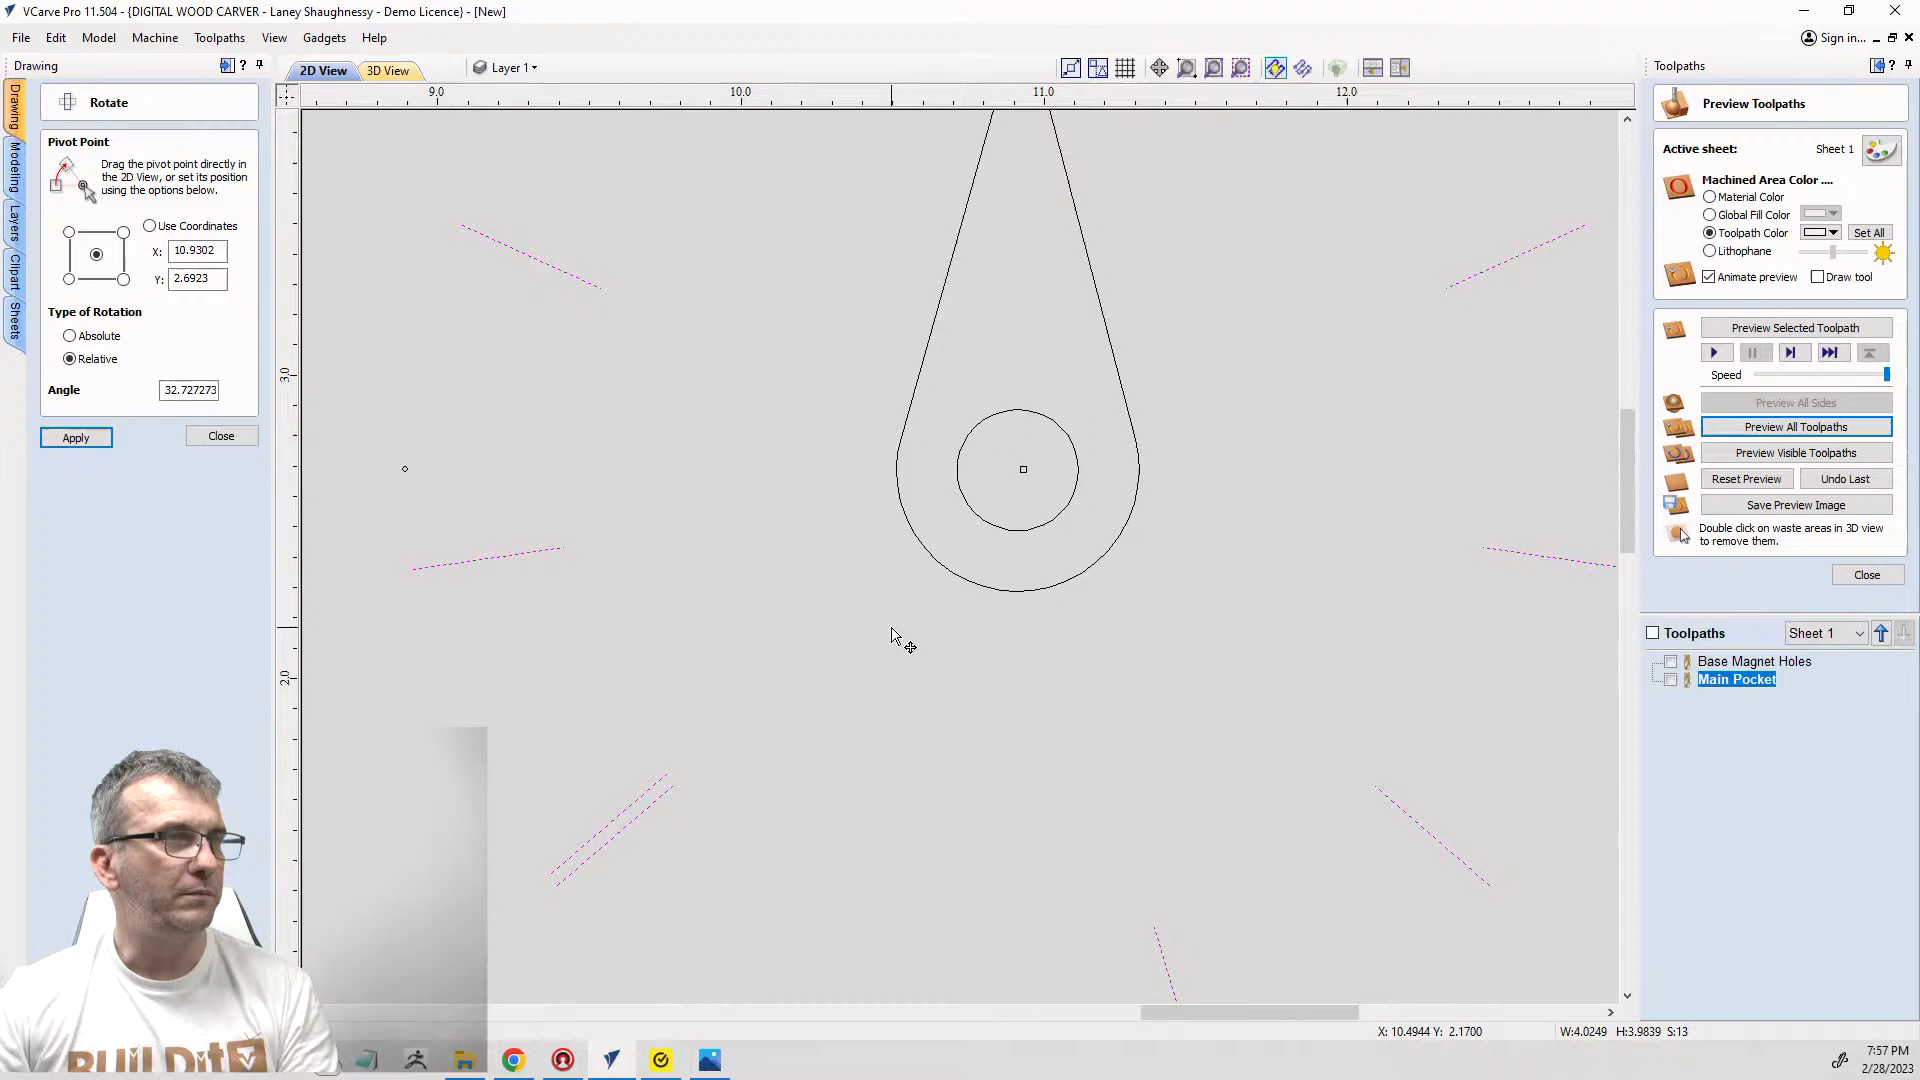 VCarve Pro 11.504 - {DIGITAL WOOD CARVER - Laney Shaughnessy - Demo Licence} - [New]
File Edit Model Machine Toolpaths View Gadgets Help
Sign in...
Drawing
2D View
3D View
Layer 1
Toolpaths
Drawing
Modeling
Layers
Clipart
Sheets
Rotate
Pivot Point
Drag the pivot point directly in
the 2D View, or set its position
using the options below.
Use Coordinates
X: 10.9302
Y: 2.6923
Type of Rotation
Absolute
Relative
Angle 32.727273
Apply
Close
9.0 10.0 11.0 12.0
3.0
2.0
Preview Toolpaths
Active sheet: Sheet 1
Machined Area Color ....
Material Color
Global Fill Color
Toolpath Color Set All
Lithophane
Animate preview Draw tool
Preview Selected Toolpath
Speed
Preview All Sides
Preview All Toolpaths
Preview Visible Toolpaths
Reset Preview Undo Last
Save Preview Image
Double click on waste areas in 3D view
to remove them.
Close
Toolpaths Sheet 1
Base Magnet Holes
Main Pocket
BUILDit
X: 10.4944 Y: 2.1700
W:4.0249 H:3.9839 S:13
7:57 PM
2/28/2023